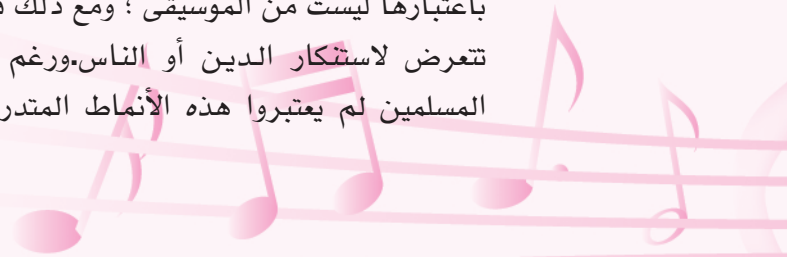 باعتبارها ليست من الموسيقى ؛ ومع ذلك
تتعرض لاستنكار الدين أو الناس.ورغم
المسلمين لم يعتبروا هذه الأنماط المتدر